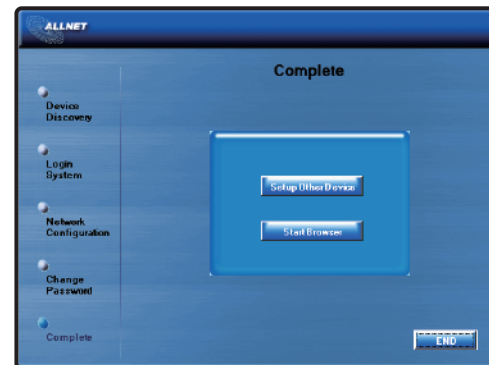 ALLNET
Complete
Device
Discovery
Login
System
Network
Configuration
Change
Password
Complete
Setup Other Device
Start Browser
END